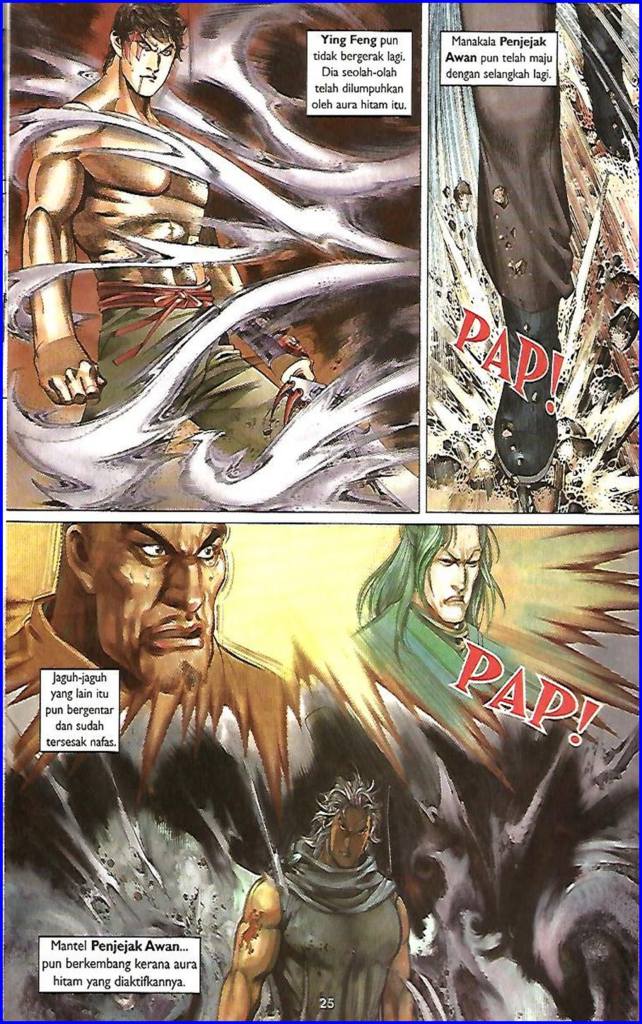 Ying Feng pun
tidak bergerak lagi.
Dia seolah-olah
telah dilumpuhkan
oleh aura hitam itu.
Manakala Penjejak
Awan pun telah maju
dengan selangkah lagi.
PAP!
PAP!
Jaguh-jaguh
yang lain itu
pun bergentar
dan sudah
tersesak nafas.
Mantel Penjejak Awan...
pun berkembang kerana aura
hitam yang diaktifkannya.
25